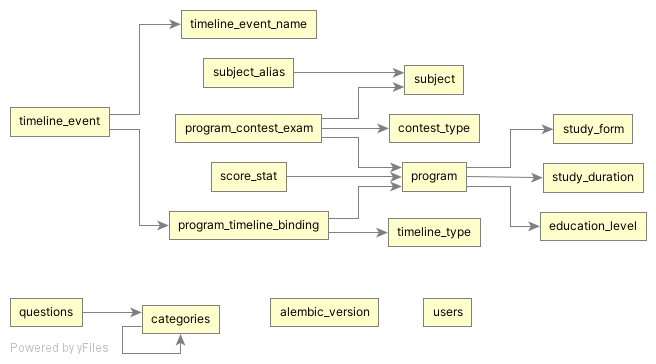 timeline_event_name
subject_alias
subject
timeline_event
program_contest_exam
contest_type
study_form
score_stat
program
study_duration
program_timeline_binding
timeline_type
education_level
questions
categories
alembic_version
users
Powered by yFiles